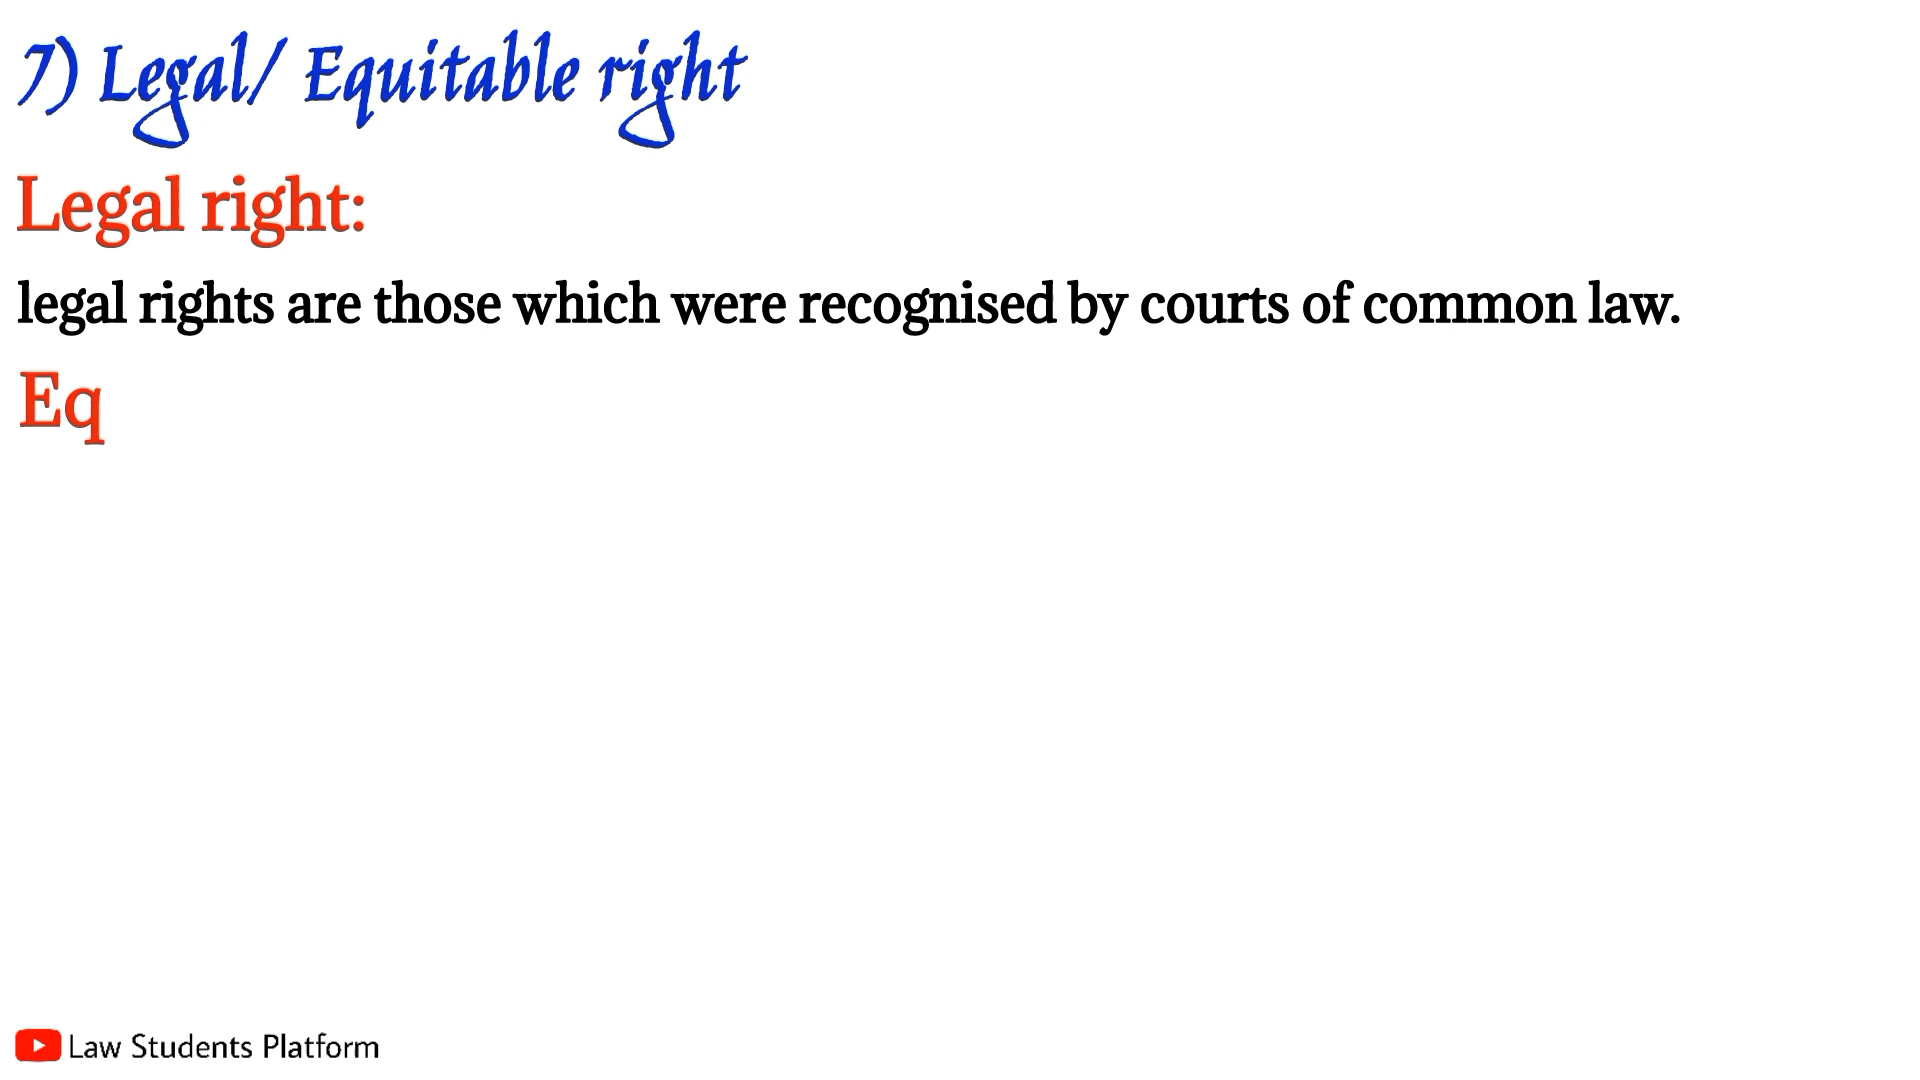 7) Legal/ Equitable right
Legal right:
legal rights are those which were recognised by courts of common law.
Eq
Law Students Platform